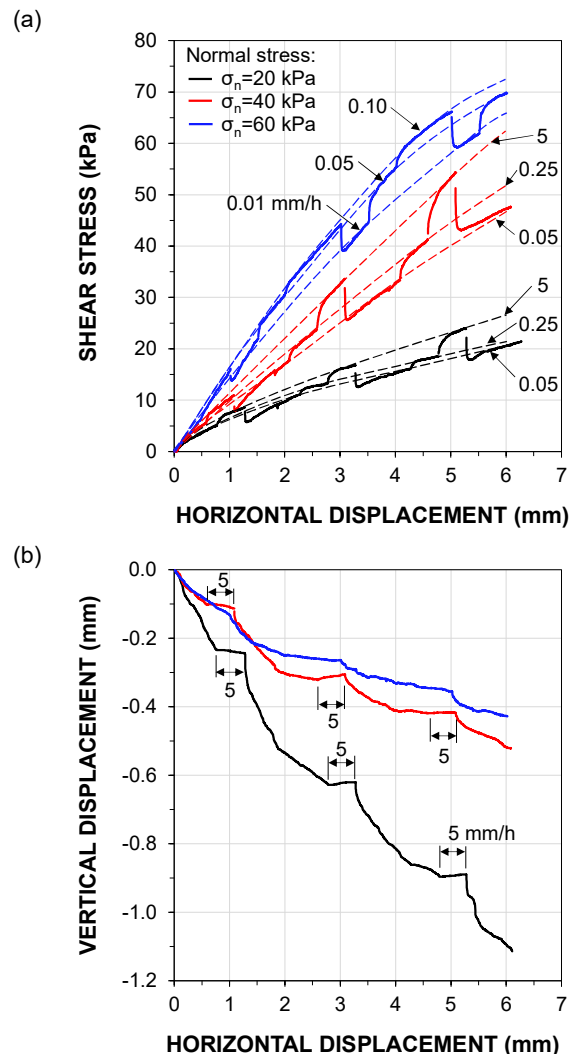 (a)
Normal stress:
σn=20 kPa
σn=40 kPa
σn=60 kPa
0.10
0.05
0.01 mm/h
5
0.25
0.05
5
0.25
0.05
80
70
60
50
40
30
20
10
0
SHEAR STRESS (kPa)
0 1 2 3 4 5 6 7
HORIZONTAL DISPLACEMENT (mm)
(b)
0.0
-0.2
-0.4
-0.6
-0.8
-1.0
-1.2
VERTICAL DISPLACEMENT (mm)
5
5
5
5
5
5 mm/h
0 1 2 3 4 5 6 7
HORIZONTAL DISPLACEMENT (mm)